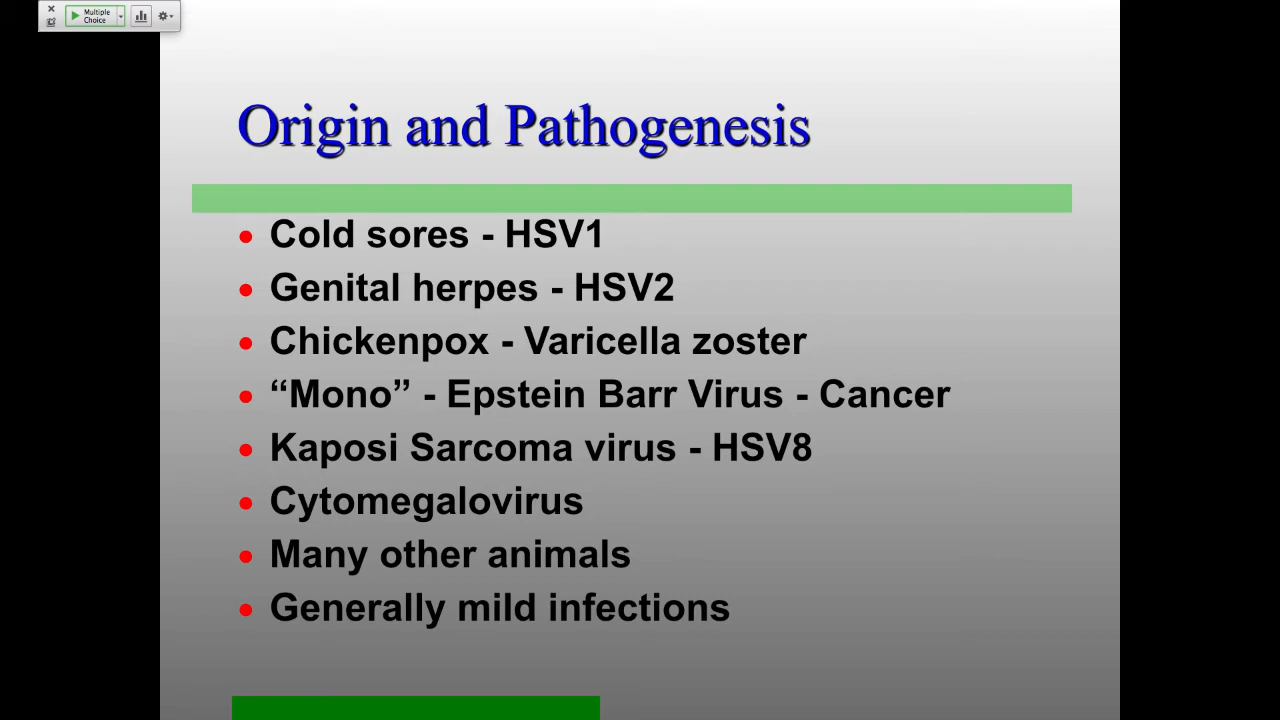 Multiple
Choice
Origin and Pathogenesis
Cold sores - HSV1
Genital herpes - HSV2
Chickenpox - Varicella zoster
“Mono” - Epstein Barr Virus - Cancer
Kaposi Sarcoma virus - HSV8
Cytomegalovirus
Many other animals
Generally mild infections